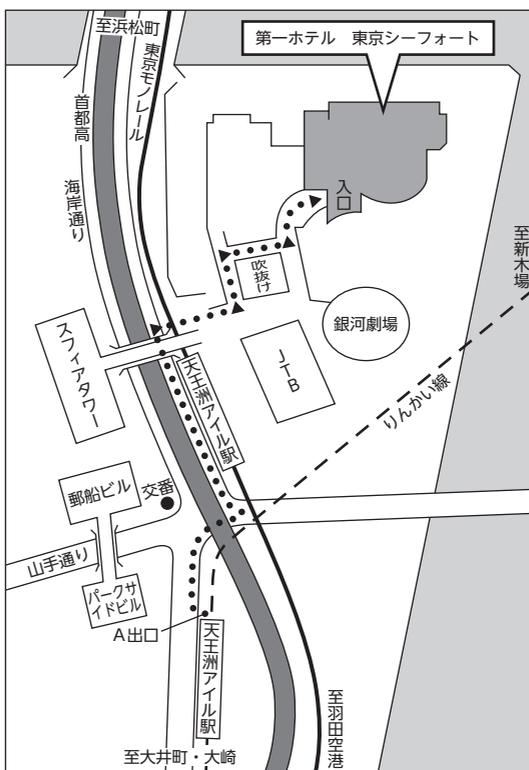 至浜松町
第一ホテル 東京シーフォート
東京モノレール
首都高
海岸通り
入口
至新木場
吹抜け
銀河劇場
スフィアタワー
JTB
天王洲アイル駅
りんかい線
郵船ビル
交番
山手通り
パークサ
イドビル
A出口
天王洲アイル駅
至羽田空港
至大井町・大崎